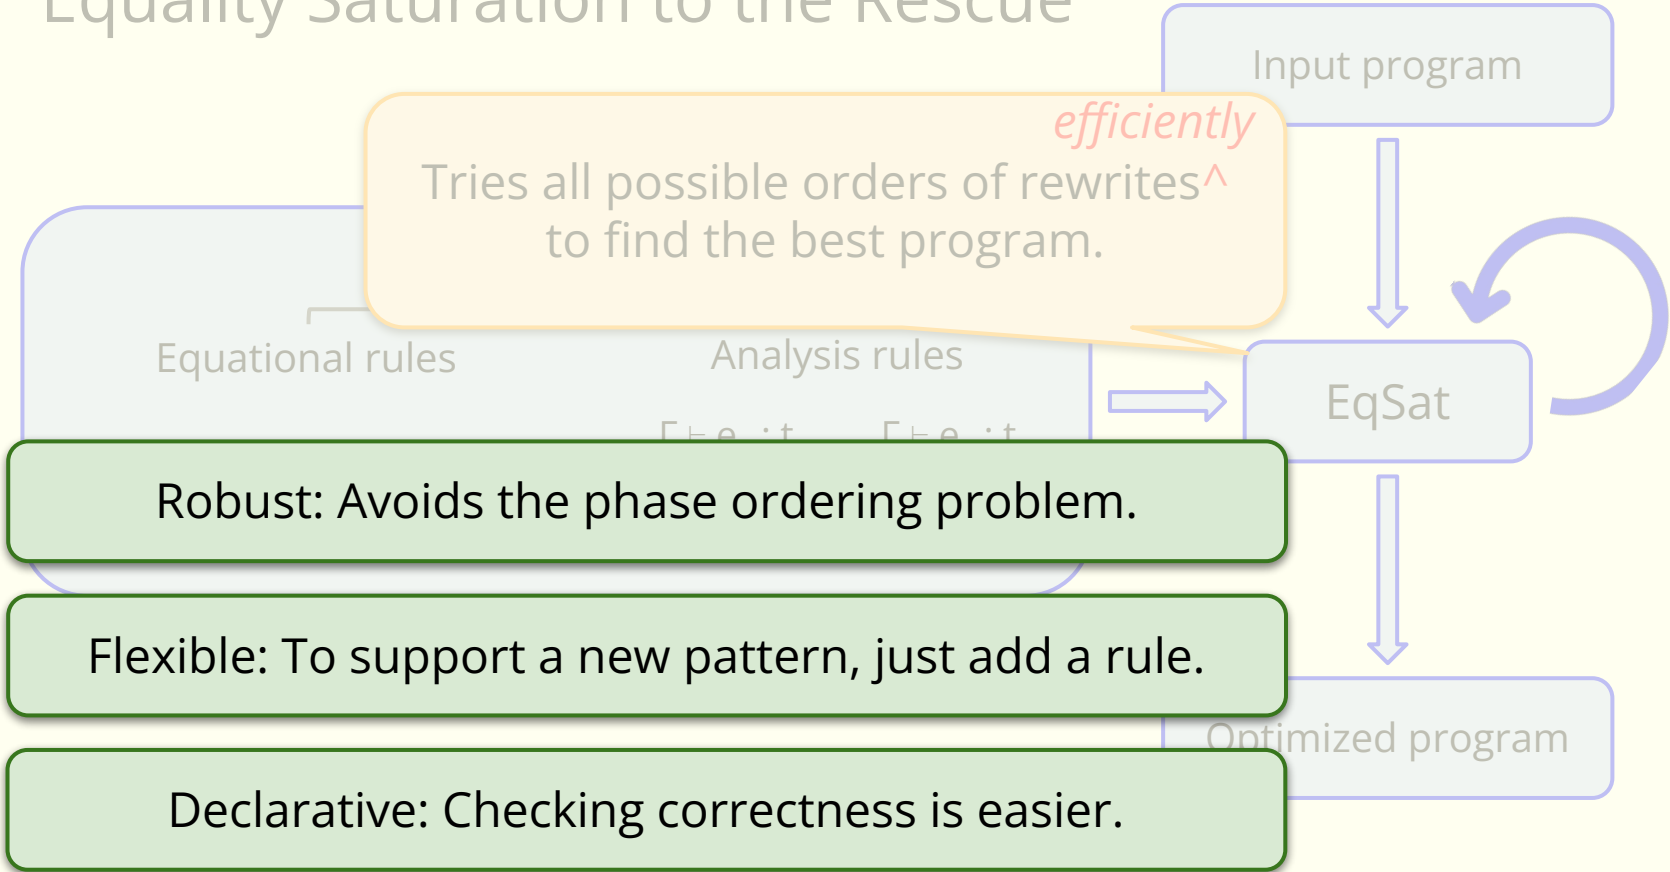 Equality Saturation to the Rescue
Input program
efficiently
Tries all possible orders of rewrites^
to find the best program.
Equational rules
Analysis rules
EqSat
Robust: Avoids the phase ordering problem.
Flexible: To support a new pattern, just add a rule.
Optimized program
Declarative: Checking correctness is easier.